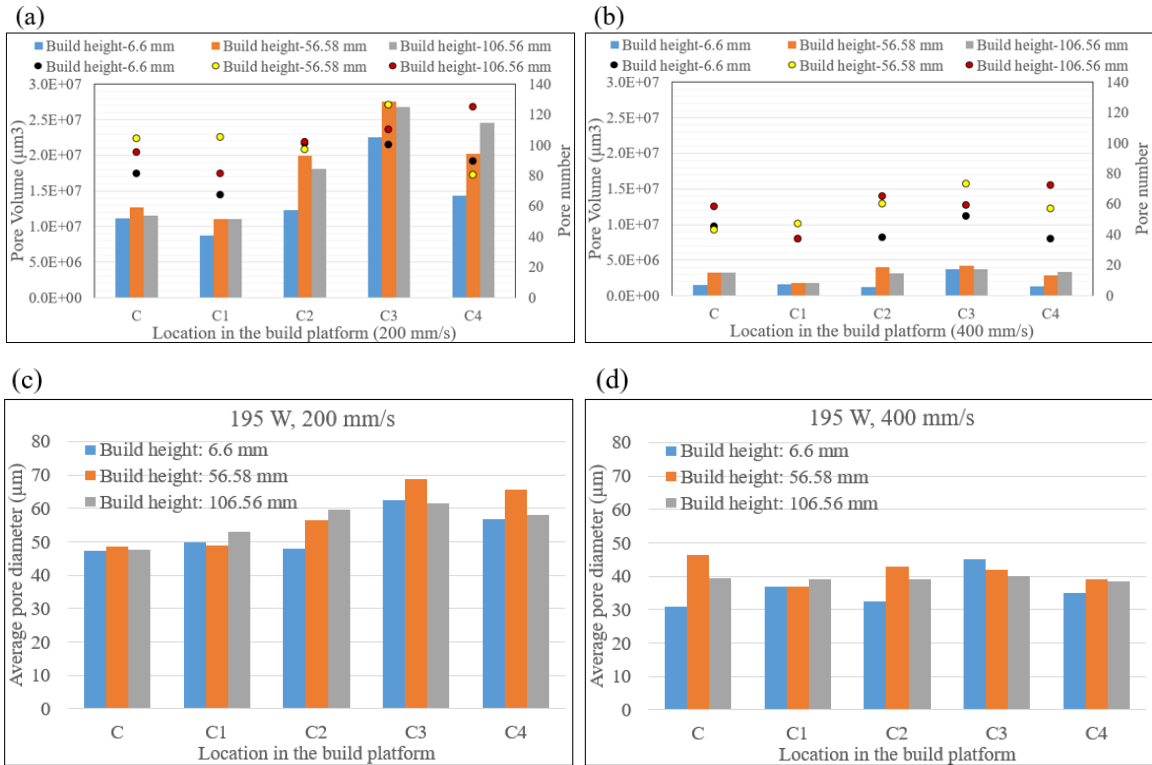 (a)
Build height-6.6 mm Build height-56.58 mm Build height-106.56 mm
Build height-6.6 mm Build height-56.58 mm Build height-106.56 mm
Pore Volume (µm3)
3.0E+07
2.5E+07
2.0E+07
1.5E+07
1.0E+07
5.0E+06
0.0E+00
140
120
100
80
60
40
20
0
Pore number
C C1 C2 C3 C4
Location in the build platform (200 mm/s)
(b)
Build height-6.6 mm Build height-56.58 mm Build height-106.56 mm
Build height-6.6 mm Build height-56.58 mm Build height-106.56 mm
Pore Volume (µm3)
3.0E+07
2.5E+07
2.0E+07
1.5E+07
1.0E+07
5.0E+06
0.0E+00
140
120
100
80
60
40
20
0
Pore number
C C1 C2 C3 C4
Location in the build platform (400 mm/s)
(c)
195 W, 200 mm/s
Build height: 6.6 mm
Build height: 56.58 mm
Build height: 106.56 mm
Average pore diameter (µm)
80
70
60
50
40
30
20
10
0
C C1 C2 C3 C4
Location in the build platform
(d)
195 W, 400 mm/s
Build height: 6.6 mm
Build height: 56.58 mm
Build height: 106.56 mm
Average pore diameter (µm)
80
70
60
50
40
30
20
10
0
C C1 C2 C3 C4
Location in the build platform